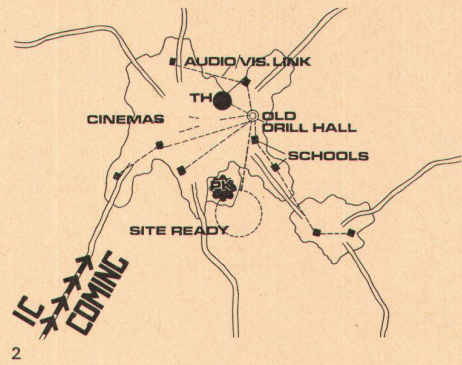 AUDIO/VIS. LINK
TH
CINEMAS
OLD
DRILL HALL
SCHOOLS
PK
SITE READY
IC
COMING
2